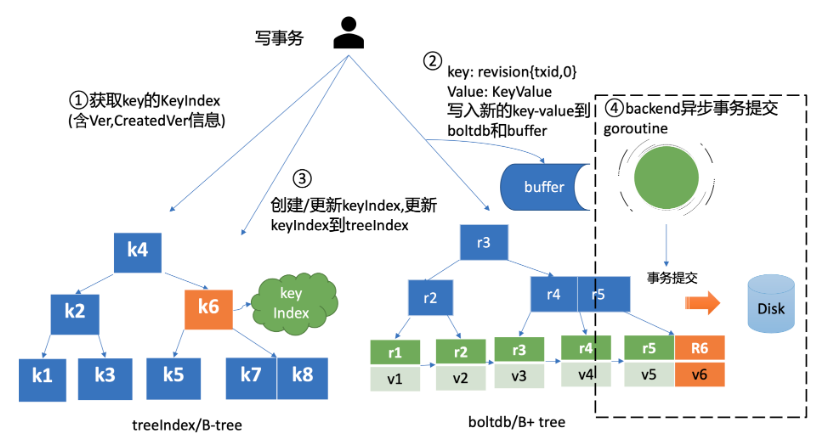 写事务
①获取key的KeyIndex
(含Ver,CreatedVer信息)
②
key: revision{txid,0}
Value: KeyValue
写入新的key-value到
boltdb和buffer
④backend异步事务提交
goroutine
③
创建/更新keyIndex,更新
keyIndex到treeIndex
buffer
事务提交
Disk
k4
k2
k6
key
Index
k1
k3
k5
k7
k8
treeIndex/B-tree
r3
r2
r4
r5
r1
r2
r3
r4
r5
R6
v1
v2
v3
v4
v5
v6
boltdb/B+ tree